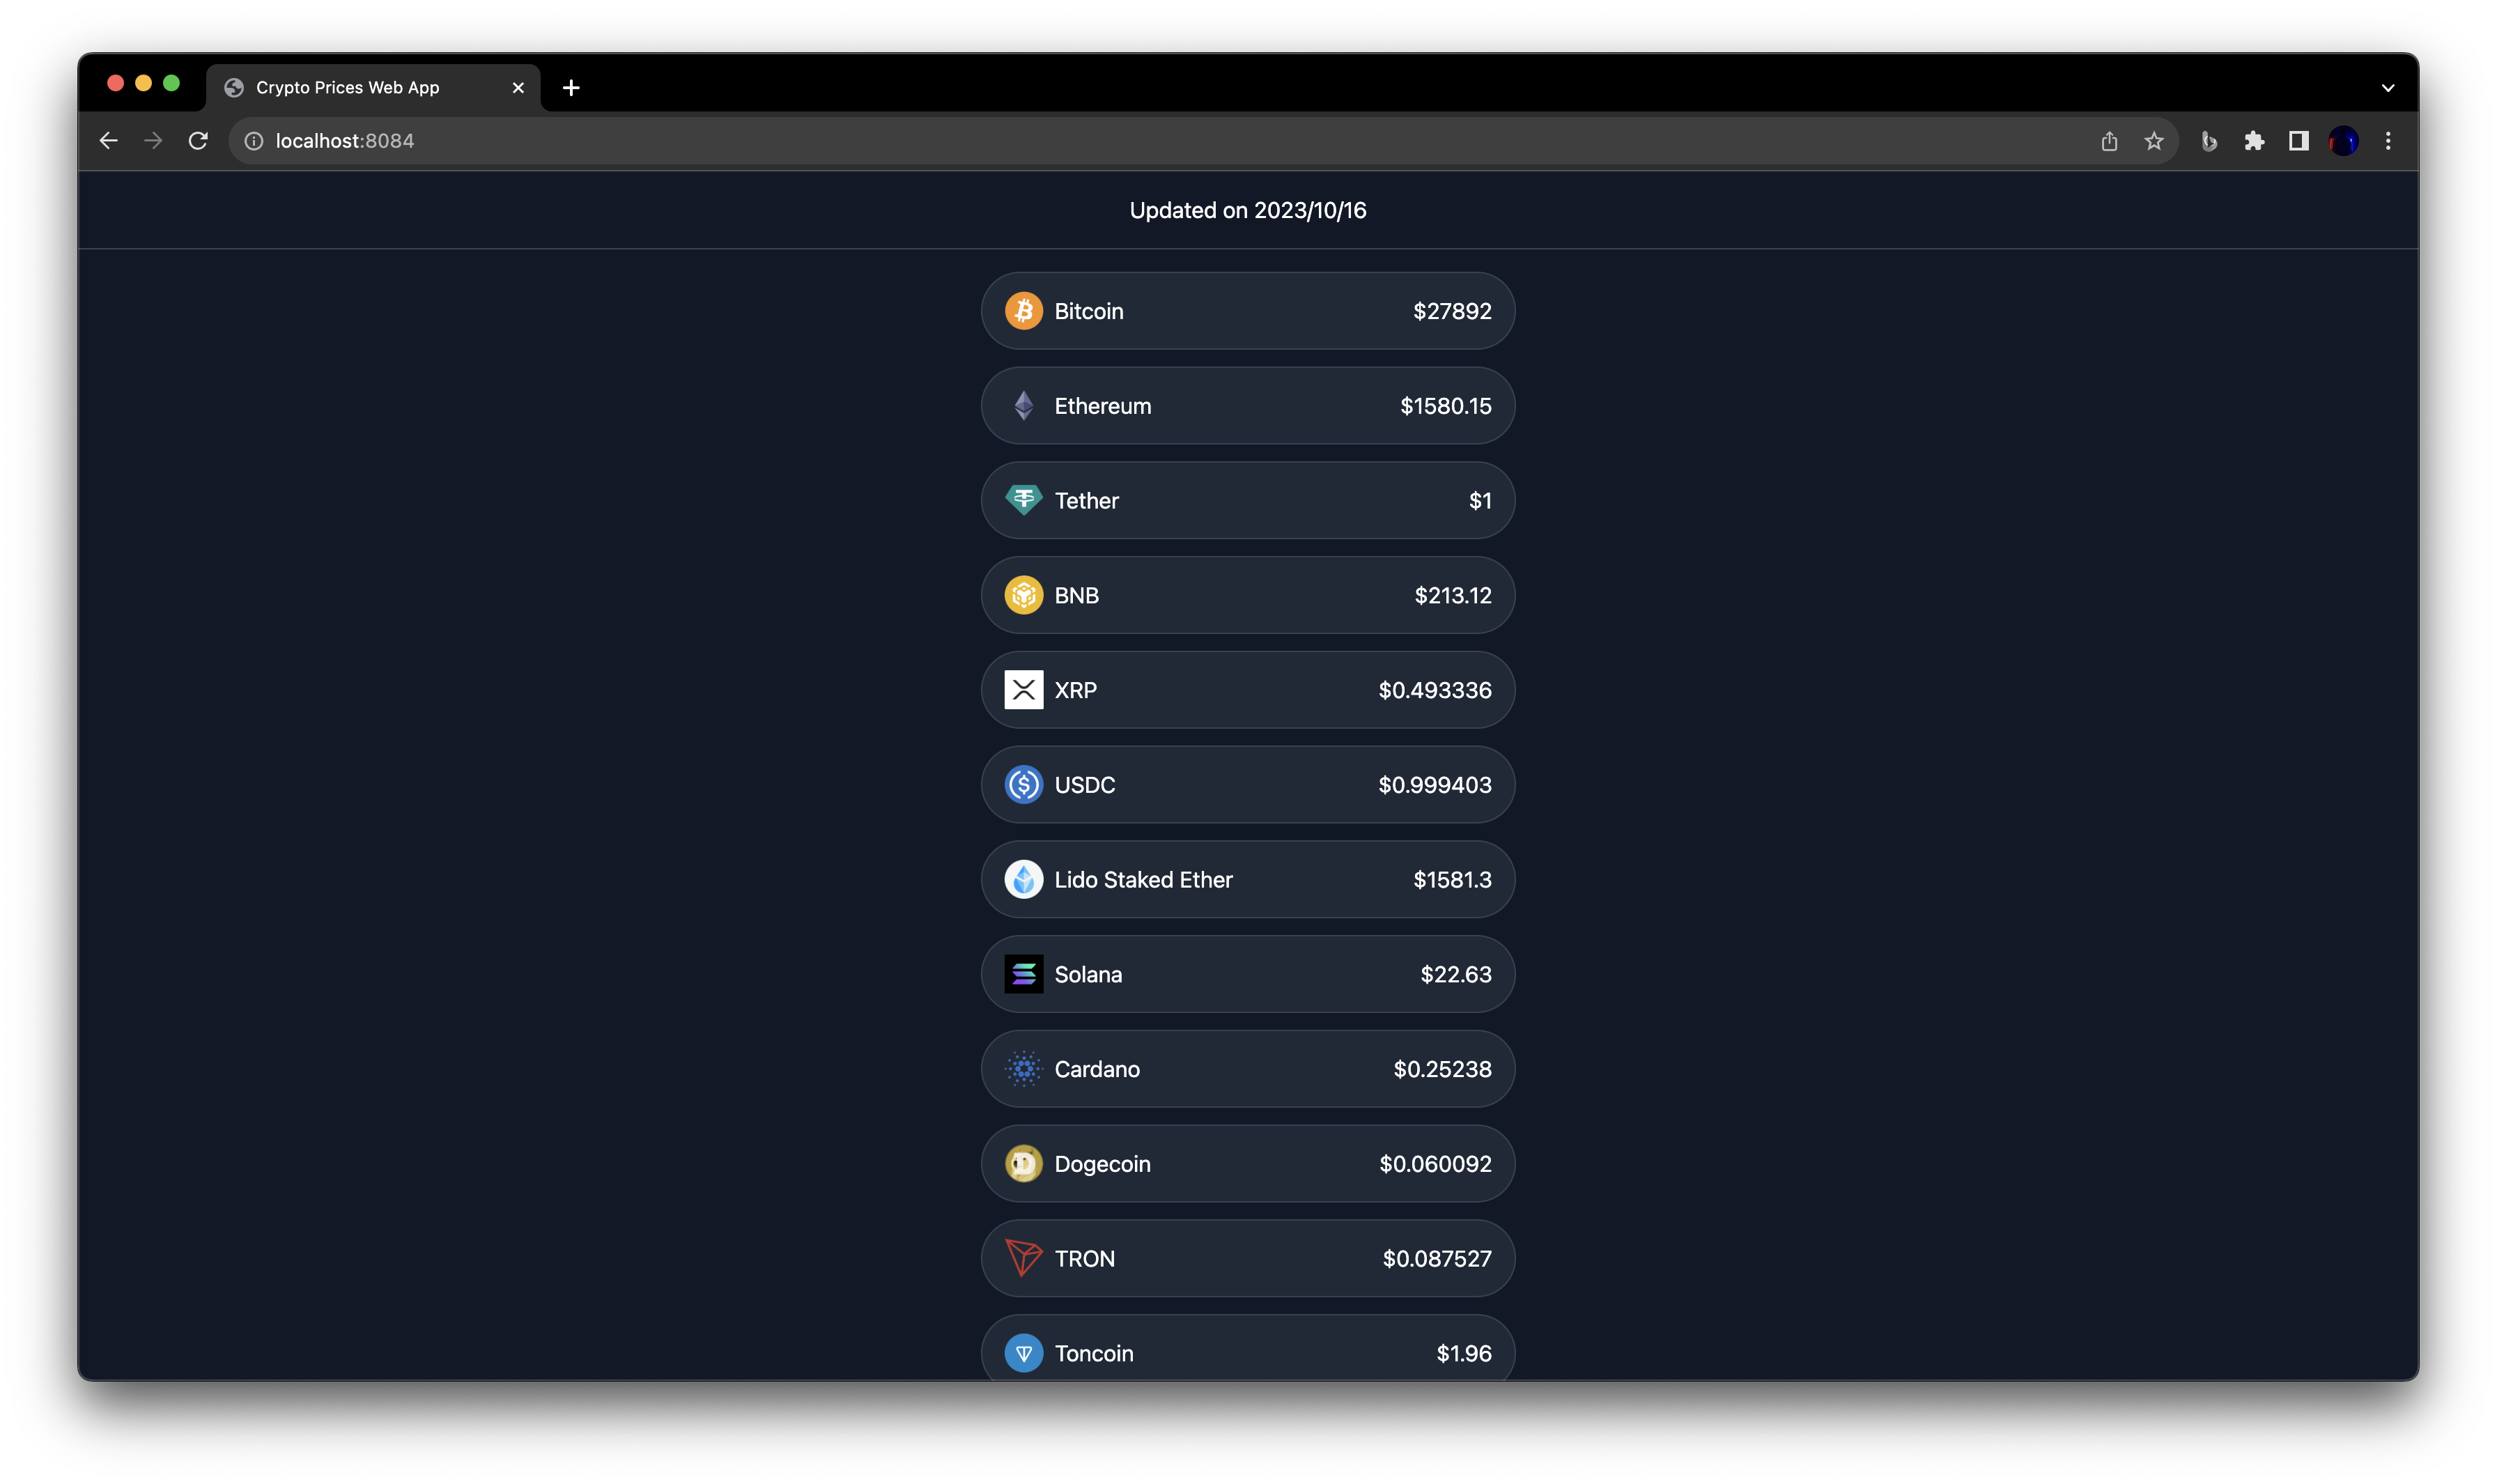 Crypto Prices Web App
localhost:8084
Updated on 2023/10/16
Bitcoin $27892
Ethereum $1580.15
Tether $1
BNB $213.12
XRP $0.493336
USDC $0.999403
Lido Staked Ether $1581.3
Solana $22.63
Cardano $0.25238
Dogecoin $0.060092
TRON $0.087527
Toncoin $1.96